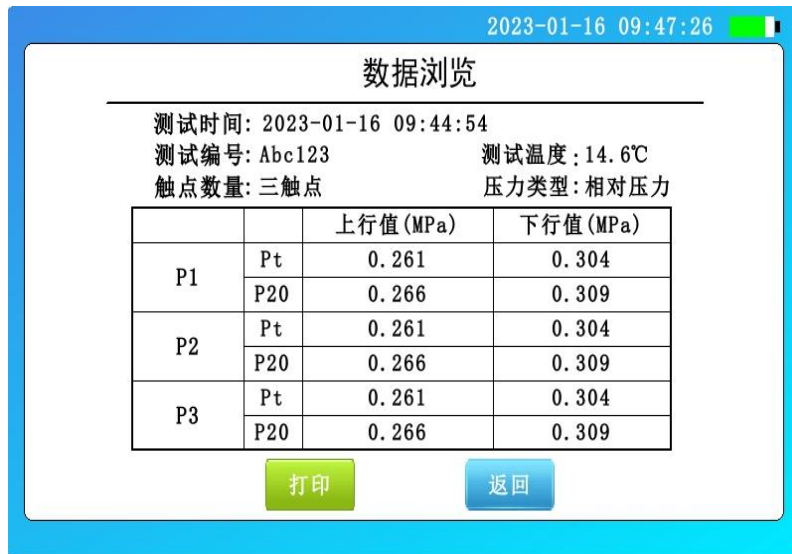 2023-01-16 09:47:26
数据浏览
测试时间: 2023-01-16 09:44:54
测试编号: Abc123 测试温度:14.6℃
触点数量: 三触点 压力类型:相对压力
上行值(MPa) 下行值(MPa)
P1 Pt 0.261 0.304
P20 0.266 0.309
P2 Pt 0.261 0.304
P20 0.266 0.309
P3 Pt 0.261 0.304
P20 0.266 0.309
打印 返回